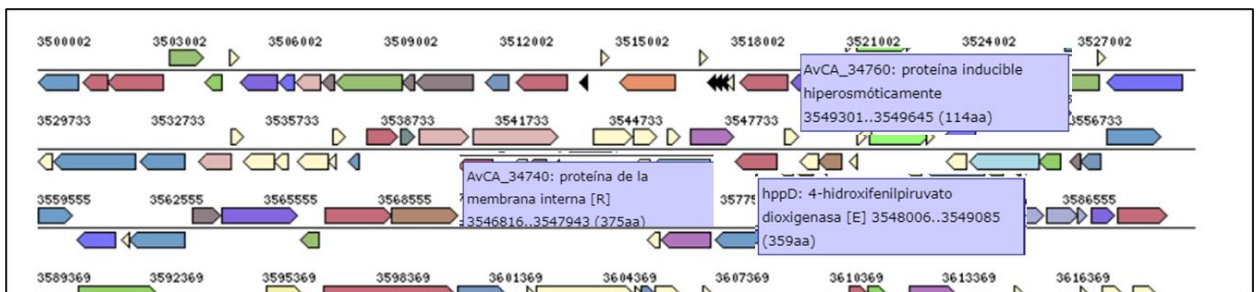 3500002 3503002 3506002 3509002 3512002 3515002 3518002 3521002 3524002 3527002
AvCA_34760: proteína inducible
hiperosmóticamente
3549301..3549645 (114aa)
3529733 3532733 3535733 3538733 3541733 3544733 3547733 3556733
AvCA_34740: proteína de la
membrana interna [R]
3546816..3547943 (375aa)
hppD: 4-hidroxifenilpiruvato
dioxigenasa [E] 3548006..3549085
(359aa)
3559555 3562555 3565555 3568555 3586555
3589369 3592369 3595369 3598369 3601369 3604369 3607369 3610369 3613369 3616369